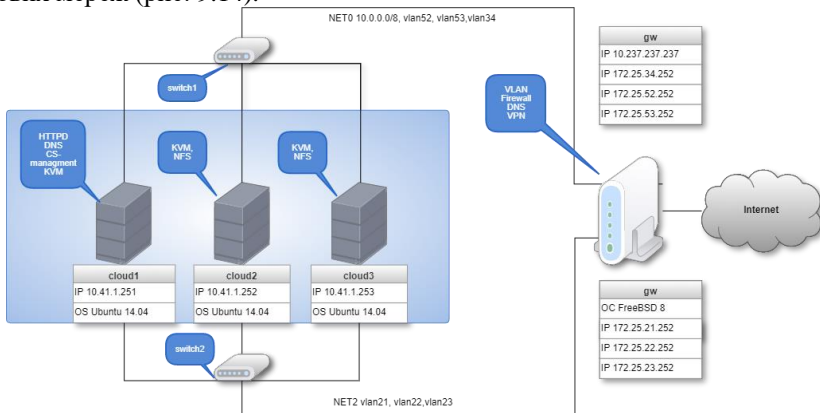 (рис. 9.14).
NET0 10.0.0.0/8, vlan52, vlan53,vlan34
switch1
gw
IP 10.237.237.237
IP 172.25.34.252
IP 172.25.52.252
IP 172.25.53.252
VLAN
Firewall
DNS
VPN
HTTPD
DNS
CS-
managment
KVM
KVM,
NFS
KVM,
NFS
Internet
cloud1
IP 10.41.1.251
OS Ubuntu 14.04
cloud2
IP 10.41.1.252
OS Ubuntu 14.04
cloud3
IP 10.41.1.253
OS Ubuntu 14.04
gw
OC FreeBSD 8
IP 172.25.21.252
IP 172.25.22.252
IP 172.25.23.252
switch2
NET2 vlan21, vlan22,vlan23